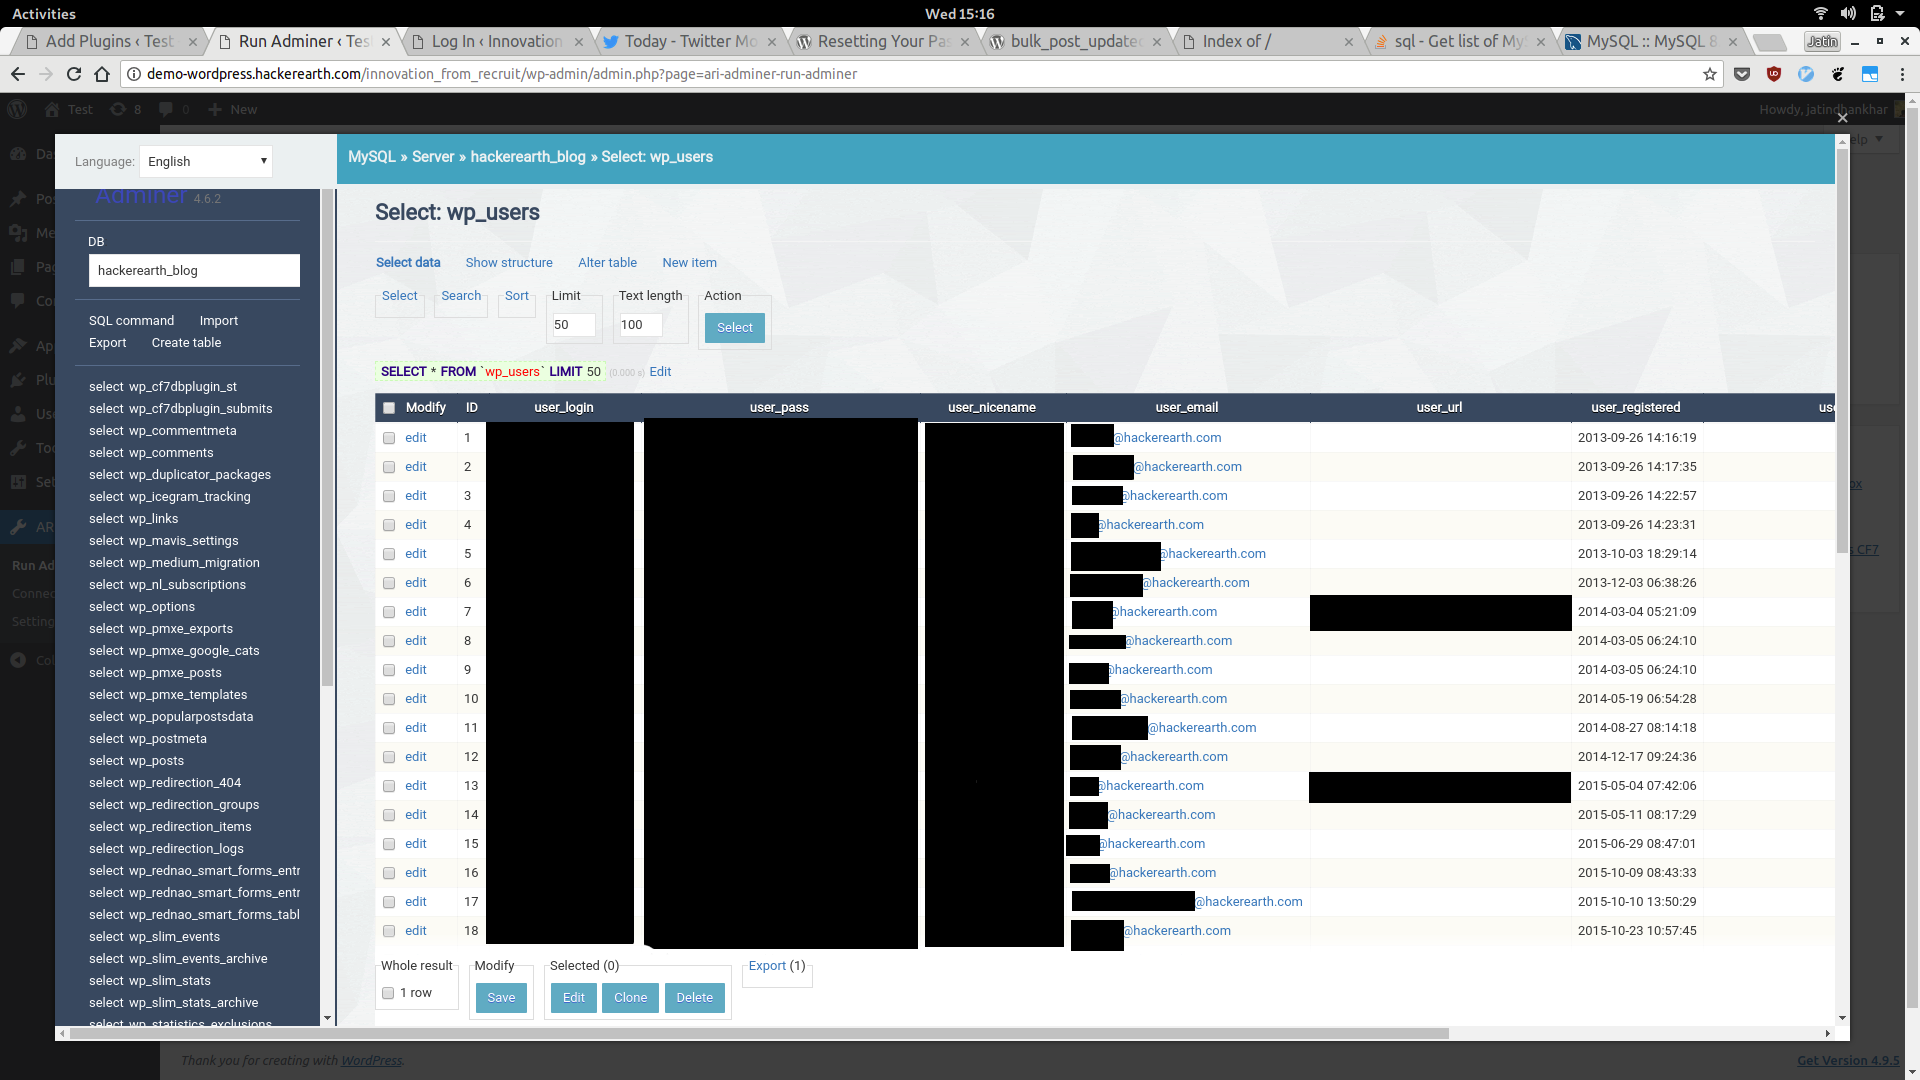 Activities
Wed 15:16
Add Plugins ‹ Test
Run Adminer ‹ Tes
Log In ‹ Innovation
Today - Twitter Mo
Resetting Your Pas
bulk_post_updated
Index of /
sql - Get list of My
MySQL :: MySQL 8
Jatin
demo-wordpress.hackerearth.com/innovation_from_recruit/wp-admin/admin.php?page=ari-adminer-run-adminer
Test 8 0 New
Howdy, jatindhankhar
Language: English
MySQL » Server » hackerearth_blog » Select: wp_users
Adminer 4.6.2
DB
hackerearth_blog
SQL command Import
Export Create table
select wp_cf7dbplugin_st
select wp_cf7dbplugin_submits
select wp_commentmeta
select wp_comments
select wp_duplicator_packages
select wp_icegram_tracking
select wp_links
select wp_mavis_settings
select wp_medium_migration
select wp_nl_subscriptions
select wp_options
select wp_pmxe_exports
select wp_pmxe_google_cats
select wp_pmxe_posts
select wp_pmxe_templates
select wp_popularpostsdata
select wp_postmeta
select wp_posts
select wp_redirection_404
select wp_redirection_groups
select wp_redirection_items
select wp_redirection_logs
select wp_rednao_smart_forms_entr
select wp_rednao_smart_forms_entr
select wp_rednao_smart_forms_tabl
select wp_slim_events
select wp_slim_events_archive
select wp_slim_stats
select wp_slim_stats_archive
select wp_statistics_exclusions
Select: wp_users
Select data Show structure Alter table New item
Select Search Sort Limit Text length Action
50 100 Select
SELECT * FROM `wp_users` LIMIT 50 (0.000 s) Edit
Modify ID user_login user_pass user_nicename user_email user_url user_registered use
edit 1 @hackerearth.com 2013-09-26 14:16:19
edit 2 @hackerearth.com 2013-09-26 14:17:35
edit 3 @hackerearth.com 2013-09-26 14:22:57
edit 4 @hackerearth.com 2013-09-26 14:23:31
edit 5 @hackerearth.com 2013-10-03 18:29:14
edit 6 @hackerearth.com 2013-12-03 06:38:26
edit 7 @hackerearth.com 2014-03-04 05:21:09
edit 8 @hackerearth.com 2014-03-05 06:24:10
edit 9 @hackerearth.com 2014-03-05 06:24:10
edit 10 @hackerearth.com 2014-05-19 06:54:28
edit 11 @hackerearth.com 2014-08-27 08:14:18
edit 12 @hackerearth.com 2014-12-17 09:24:36
edit 13 @hackerearth.com 2015-05-04 07:42:06
edit 14 @hackerearth.com 2015-05-11 08:17:29
edit 15 @hackerearth.com 2015-06-29 08:47:01
edit 16 @hackerearth.com 2015-10-09 08:43:33
edit 17 @hackerearth.com 2015-10-10 13:50:29
edit 18 @hackerearth.com 2015-10-23 10:57:45
Whole result Modify Selected (0) Export (1)
1 row Save Edit Clone Delete
Thank you for creating with WordPress.
Get Version 4.9.5